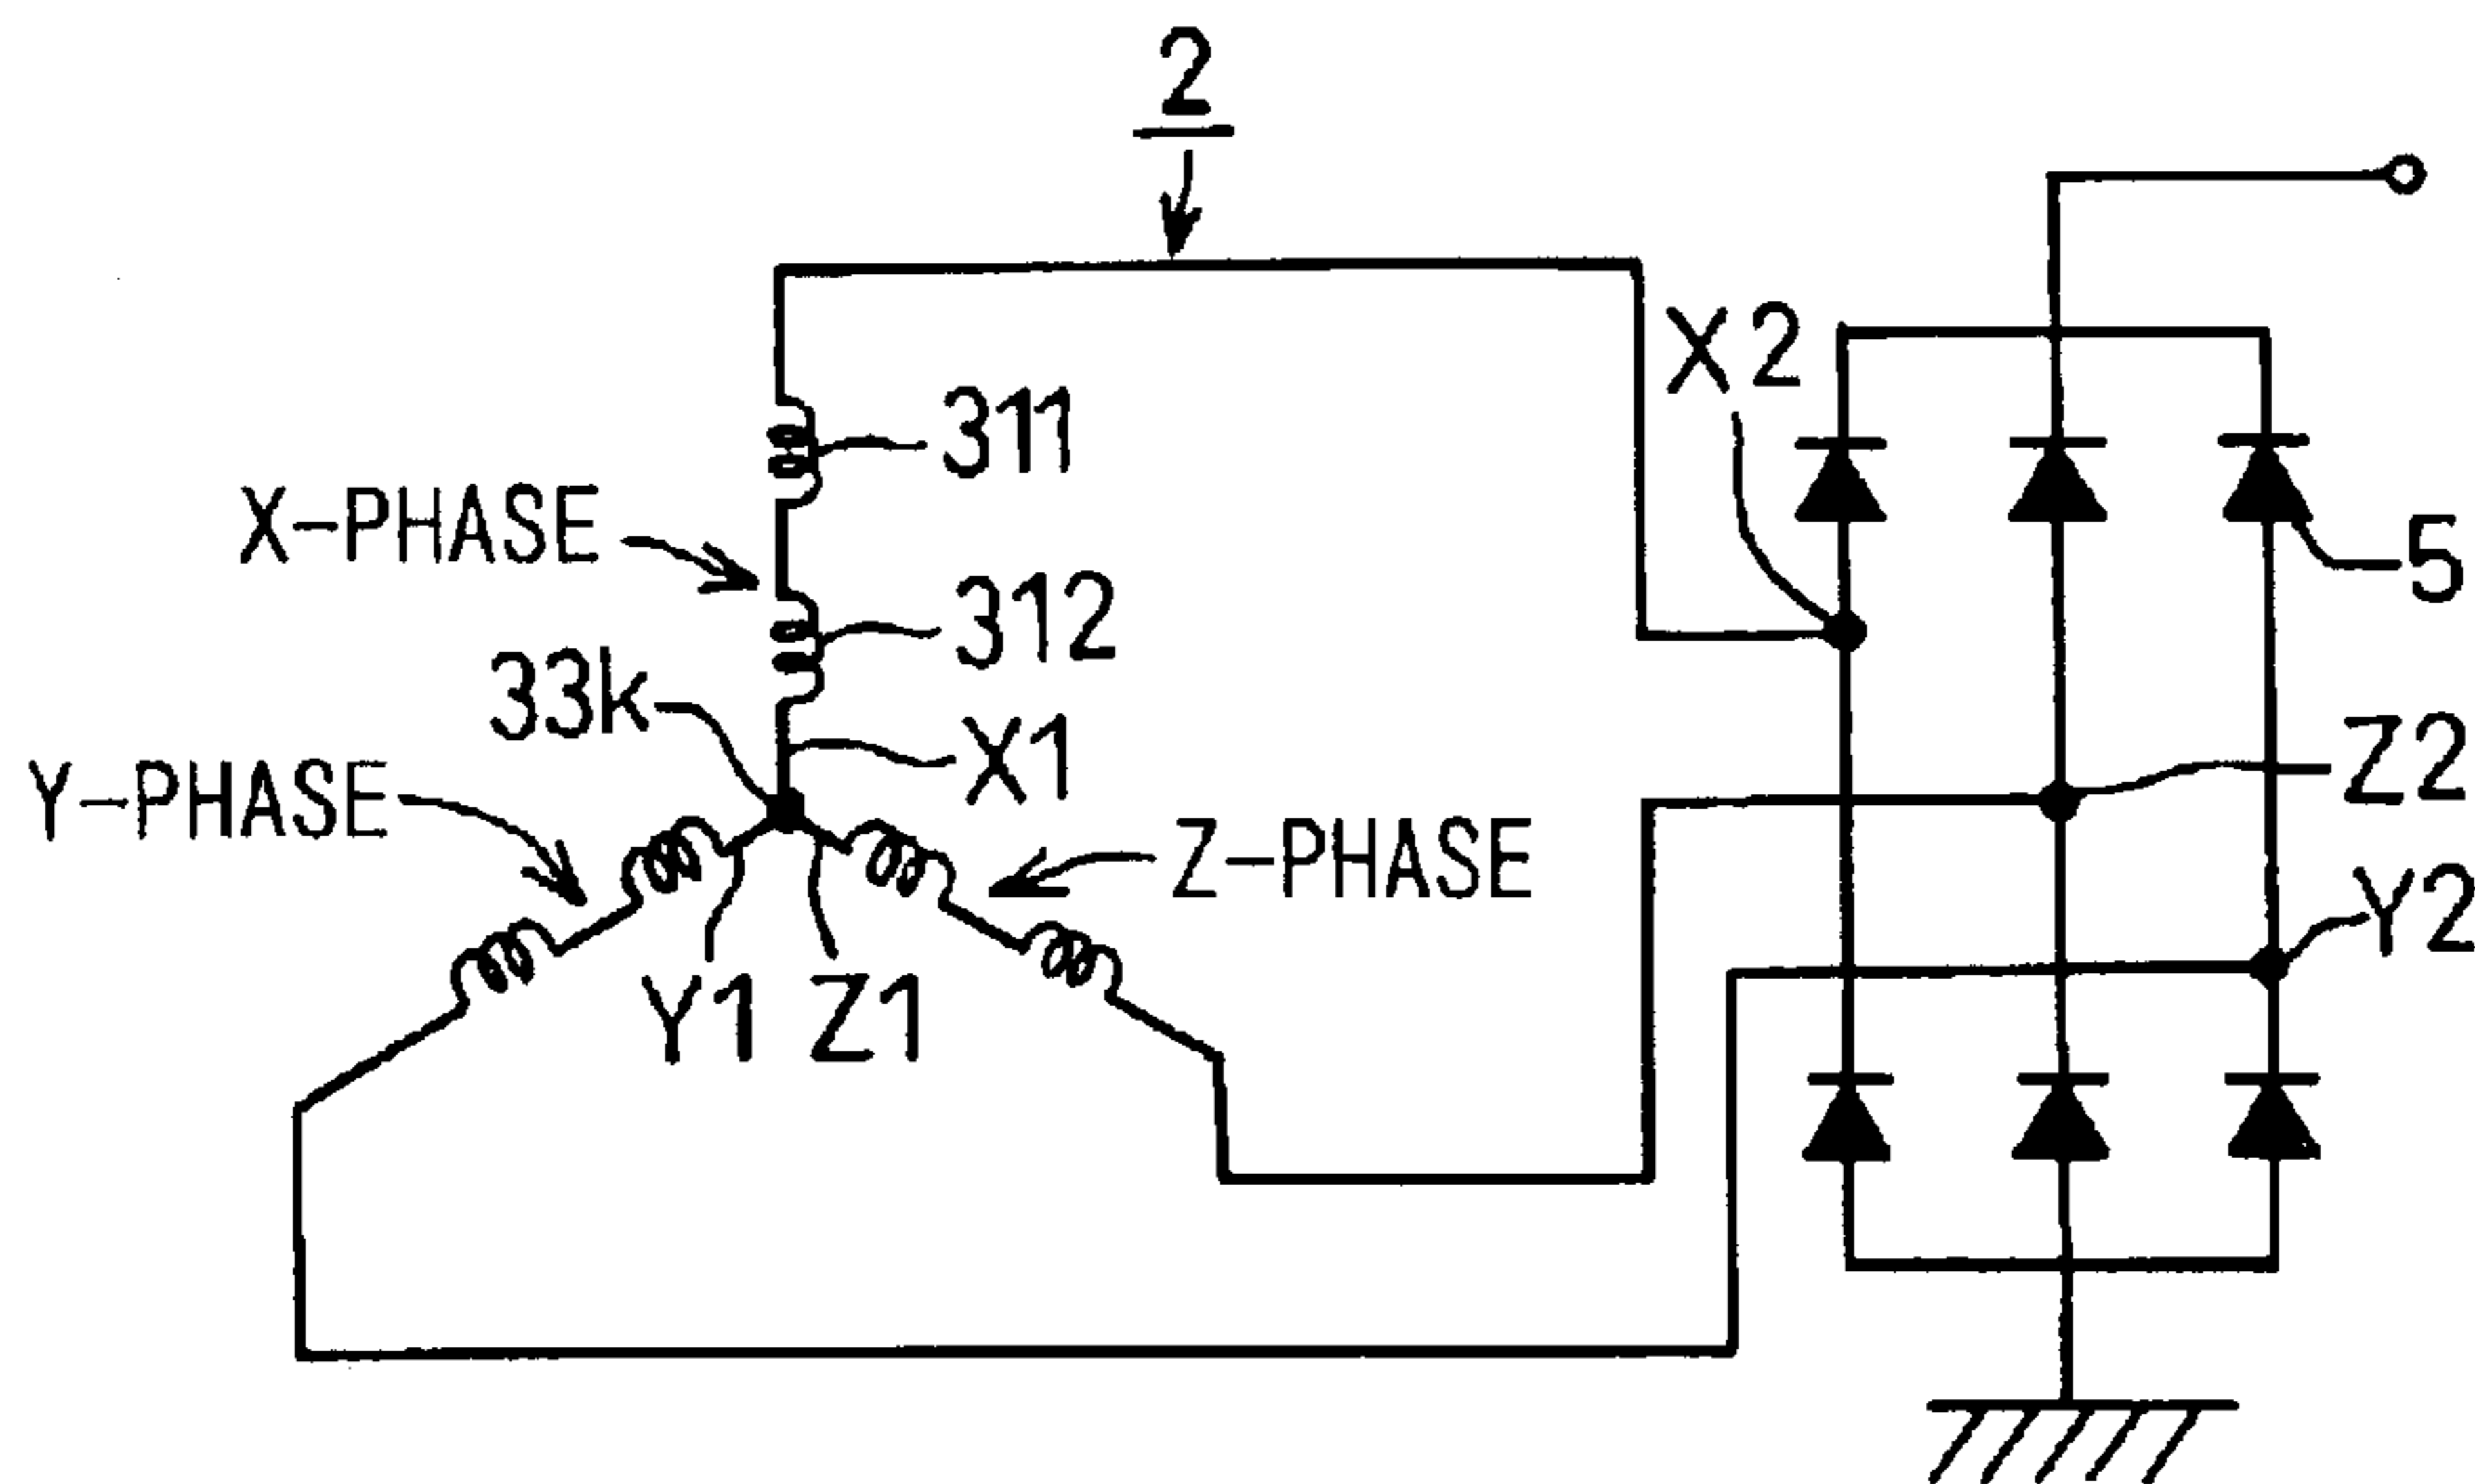 2
X2
311
X-PHASE
5
312
33k
X1
Z2
Y-PHASE
Z-PHASE
Y2
Y1 Z1